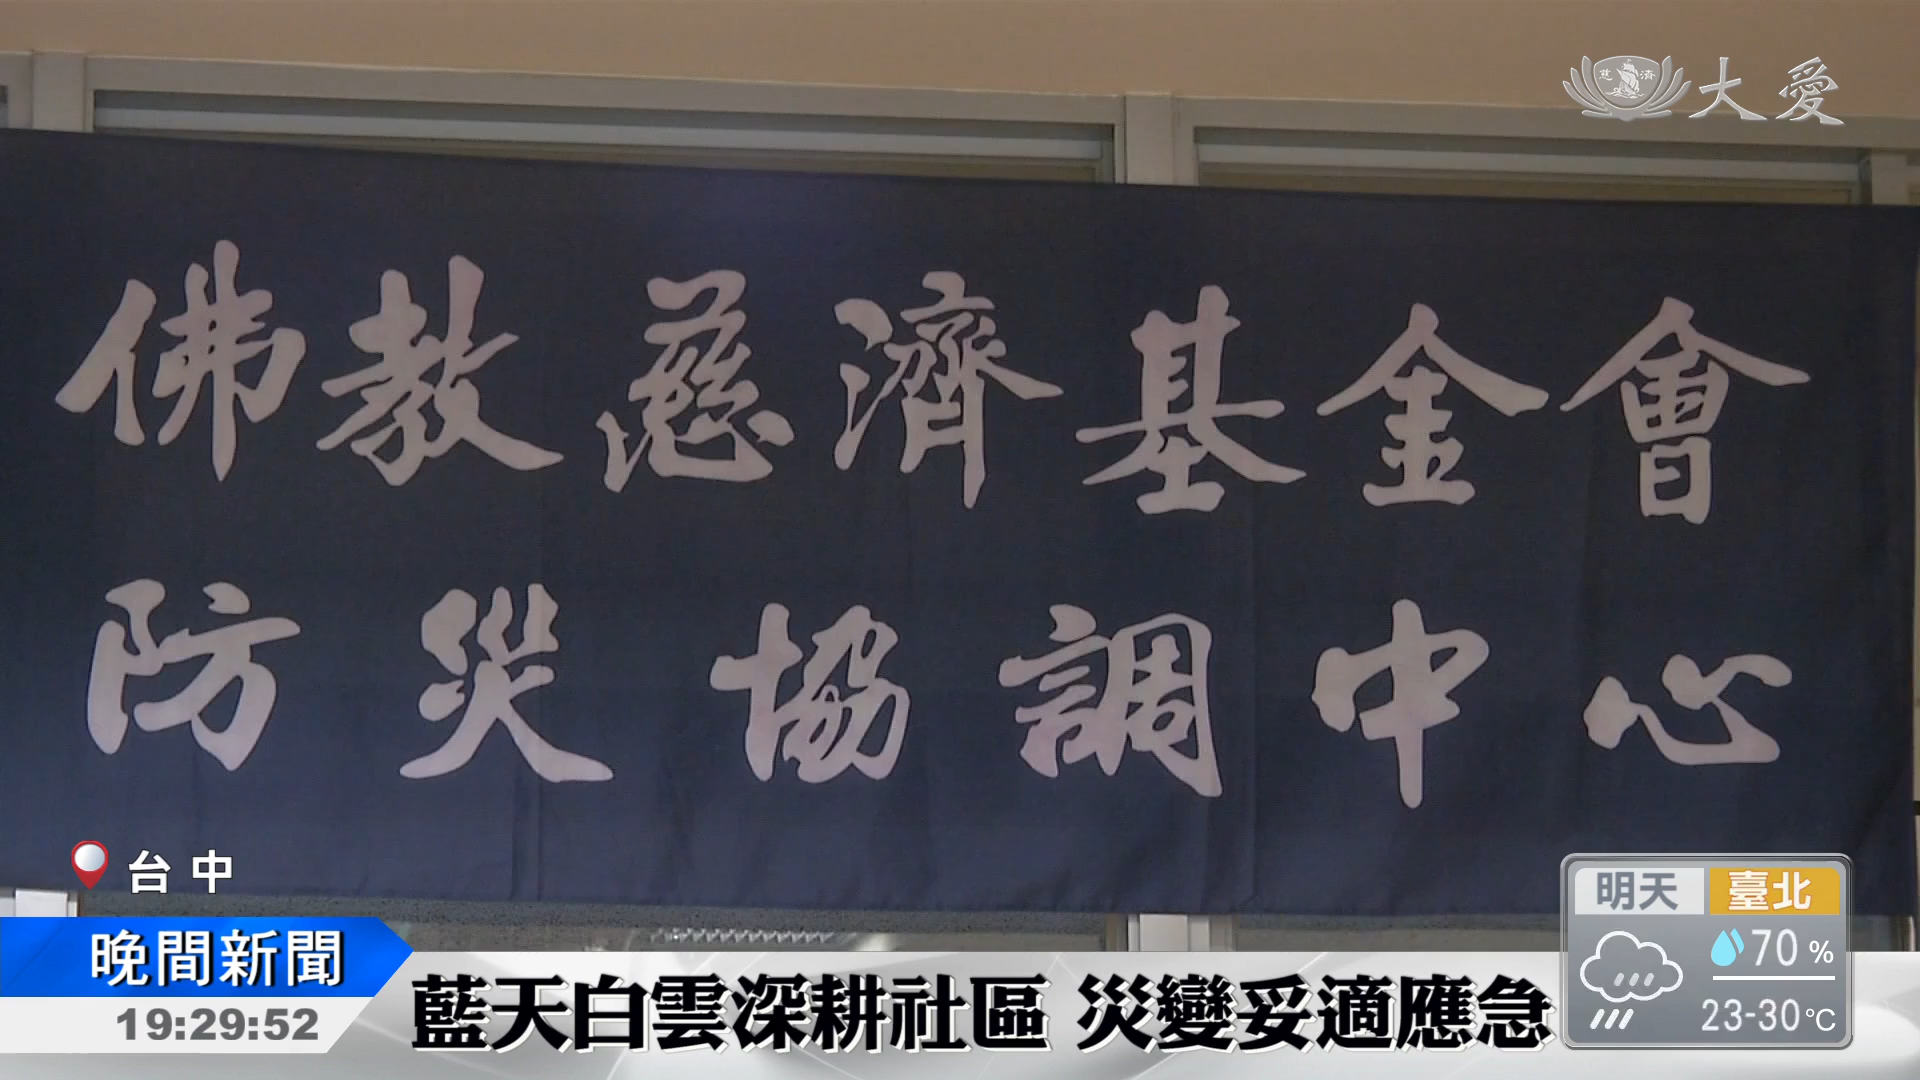 慈濟 大愛
佛教慈濟基金會
防災協調中心
台中
明天 臺北
70 %
23-30°C
晚間新聞
19:29:52
藍天白雲深耕社區 災變妥適應急